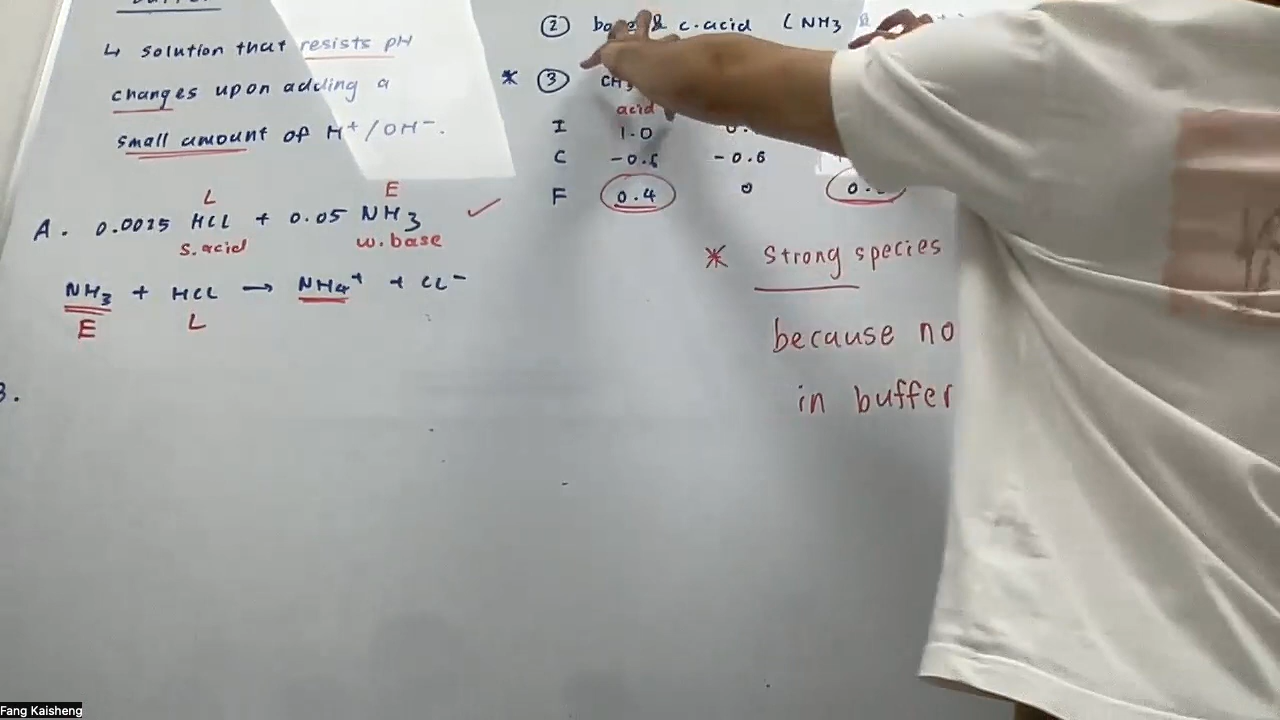 ↳ solution that resists pH
changes upon adding a
small amount of H⁺/OH⁻.
L E
A. 0.0025 HCl + 0.05 NH₃ ✓
s.acid w.base
NH₃ + HCl → NH₄⁺ + Cl⁻
E L
② base & c.acid (NH₃
* ③
acid
I 1.0
C -0.6 -0.6
F 0.4 0
* strong species
because no
in buffer
Fang Kaisheng